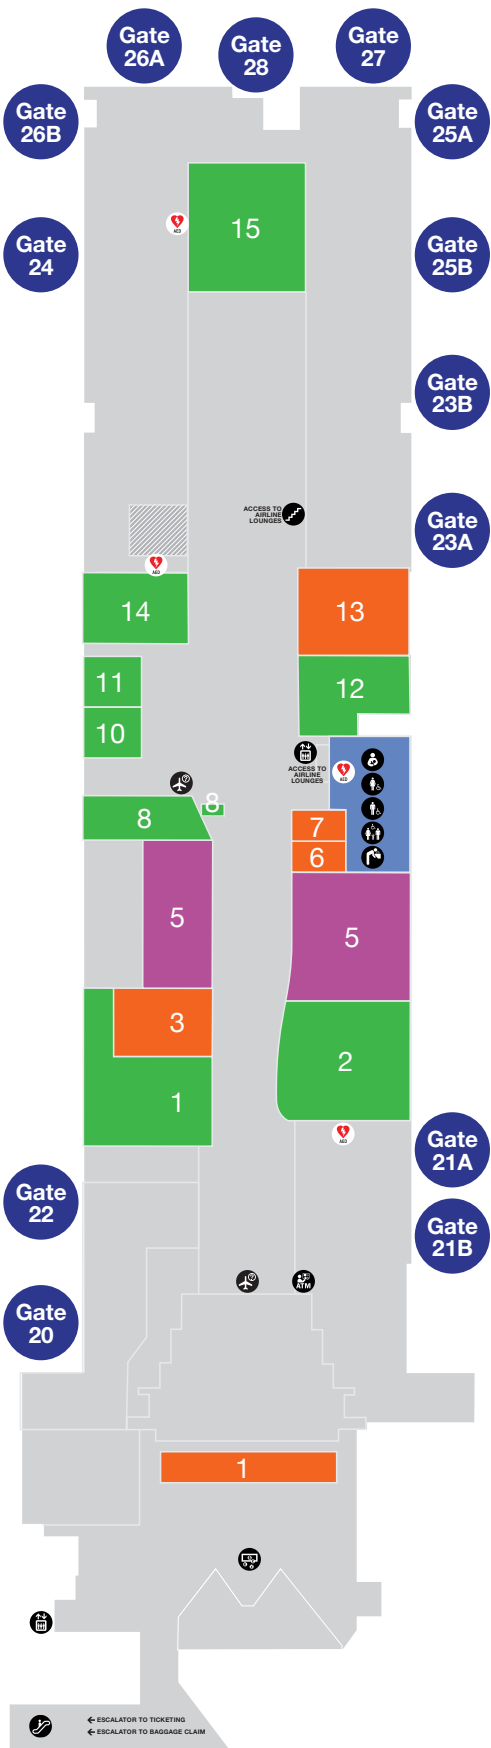 Gate
26A
Gate
28
Gate
27
Gate
26B
Gate
25A
15
AED
Gate
24
Gate
25B
Gate
23B
ACCESS TO
AIRLINE
LOUNGES
Gate
23A
AED
14
13
11
12
10
ACCESS TO
AIRLINE
LOUNGES
AED
8
8
7
6
5
5
3
2
1
AED
Gate
21A
Gate
22
Gate
21B
ATM
Gate
20
1
← ESCALATOR TO TICKETING
← ESCALATOR TO BAGGAGE CLAIM